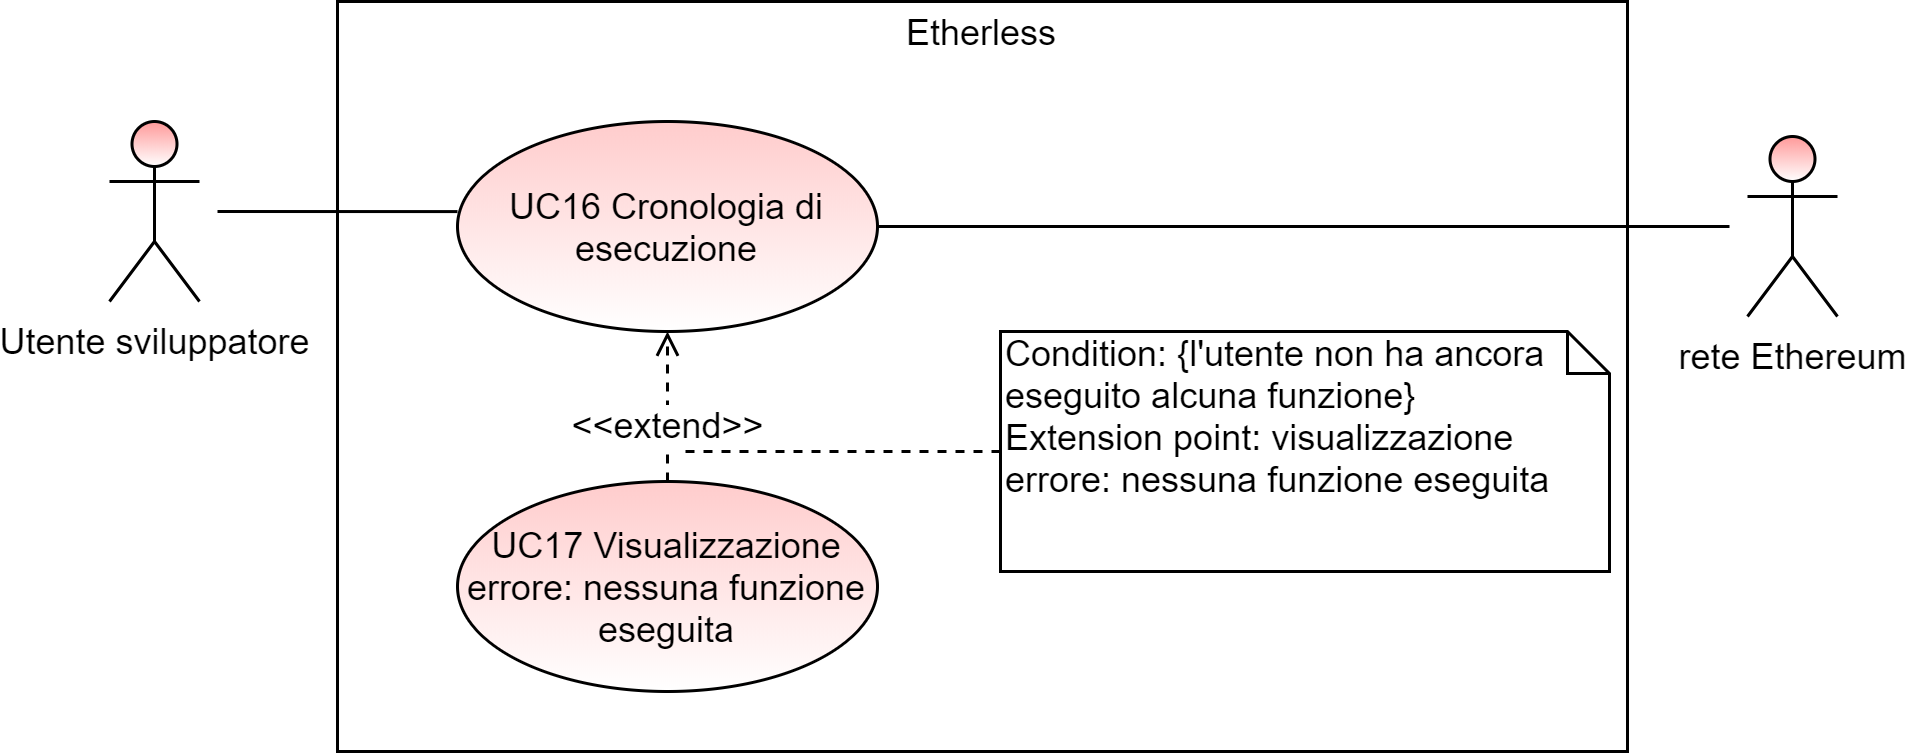 Etherless
UC16 Cronologia di
esecuzione
Utente sviluppatore
rete Ethereum
<<extend>>
Condition: {l'utente non ha ancora
eseguito alcuna funzione}
Extension point: visualizzazione
errore: nessuna funzione eseguita
UC17 Visualizzazione
errore: nessuna funzione
eseguita